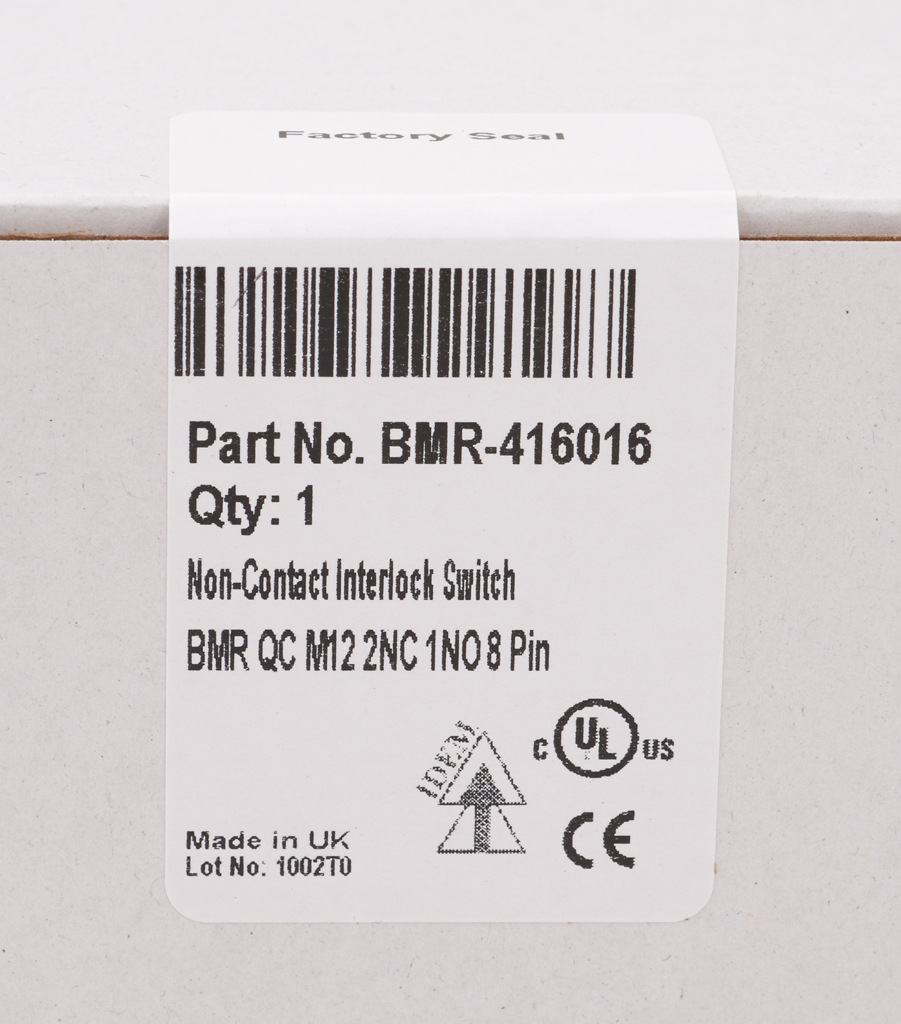 Factory Seal
Part No. BMR-416016
Qty: 1
Non-Contact Interlock Switch
BMR QC M12 2NC 1NO 8 Pin
IDEM
C UL US
CE
Made in UK
Lot No: 1002T0